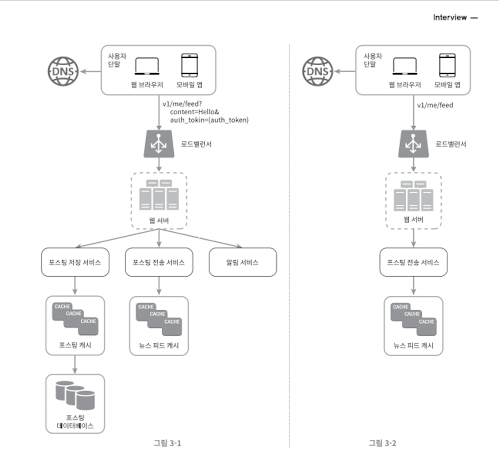 Interview —
사용자
단말
DNS
웹 브라우저
모바일 앱
v1/me/feed?
content=Hello&
auth_tokin=(auth_token)
로드밸런서
웹 서버
포스팅 저장 서비스
포스팅 전송 서비스
알림 서비스
CACHE
CACHE
CACHE
포스팅 캐시
CACHE
CACHE
CACHE
뉴스 피드 캐시
포스팅
데이터베이스
그림 3-1
사용자
단말
DNS
웹 브라우저
모바일 앱
v1/me/feed
로드밸런서
웹 서버
포스팅 전송 서비스
CACHE
CACHE
CACHE
뉴스 피드 캐시
그림 3-2